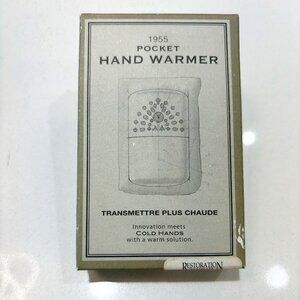 1955
POCKET
HAND WARMER
TRANSMETTRE PLUS CHAUDE
Innovation meets
COLD HANDS
with a warm solution.
RESTORATION